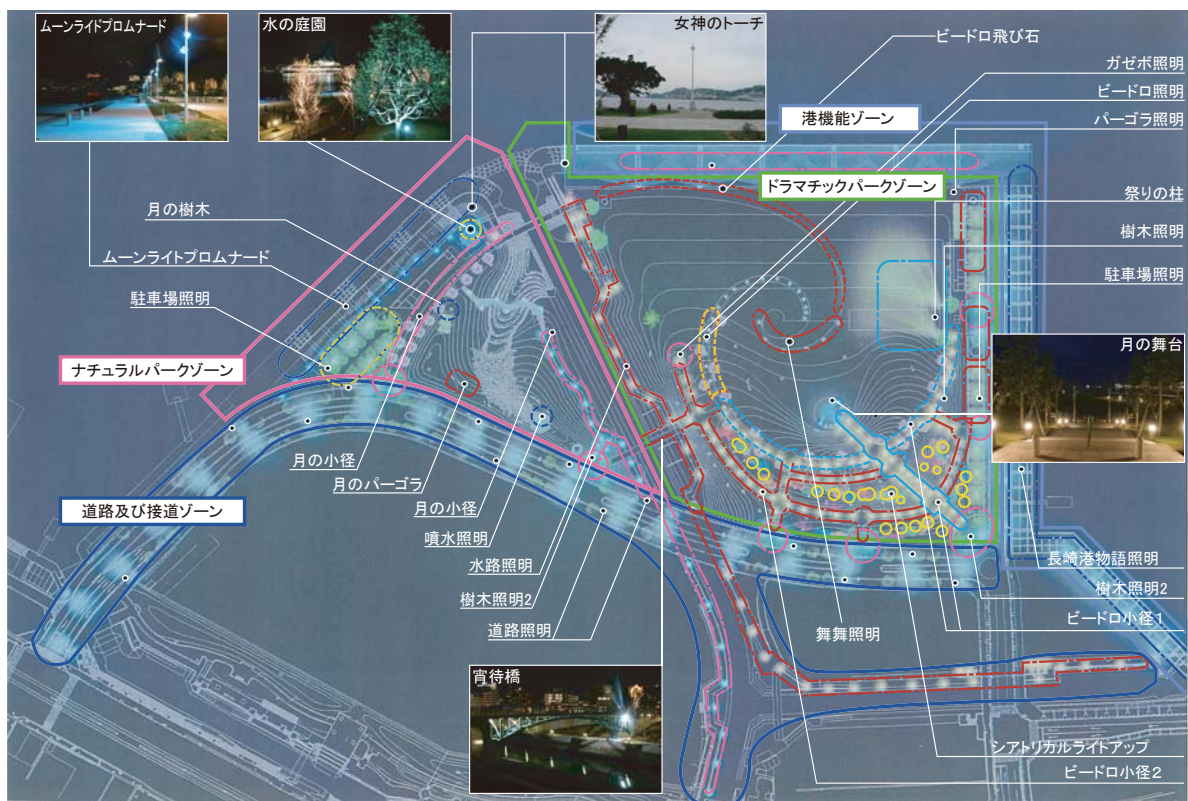 ムーンライドプロムナード
水の庭園
女神のトーチ
ビードロ飛び石
ガゼボ照明
ビードロ照明
パーゴラ照明
港機能ゾーン
ドラマチックパークゾーン
祭りの柱
樹木照明
駐車場照明
月の舞台
月の樹木
ムーンライトプロムナード
駐車場照明
ナチュラルパークゾーン
月の小径
月のパーゴラ
月の小径
噴水照明
水路照明
樹木照明2
道路照明
道路及び接道ゾーン
宵待橋
舞舞照明
長崎港物語照明
樹木照明2
ビードロ小径1
シアトリカルライトアップ
ビードロ小径2